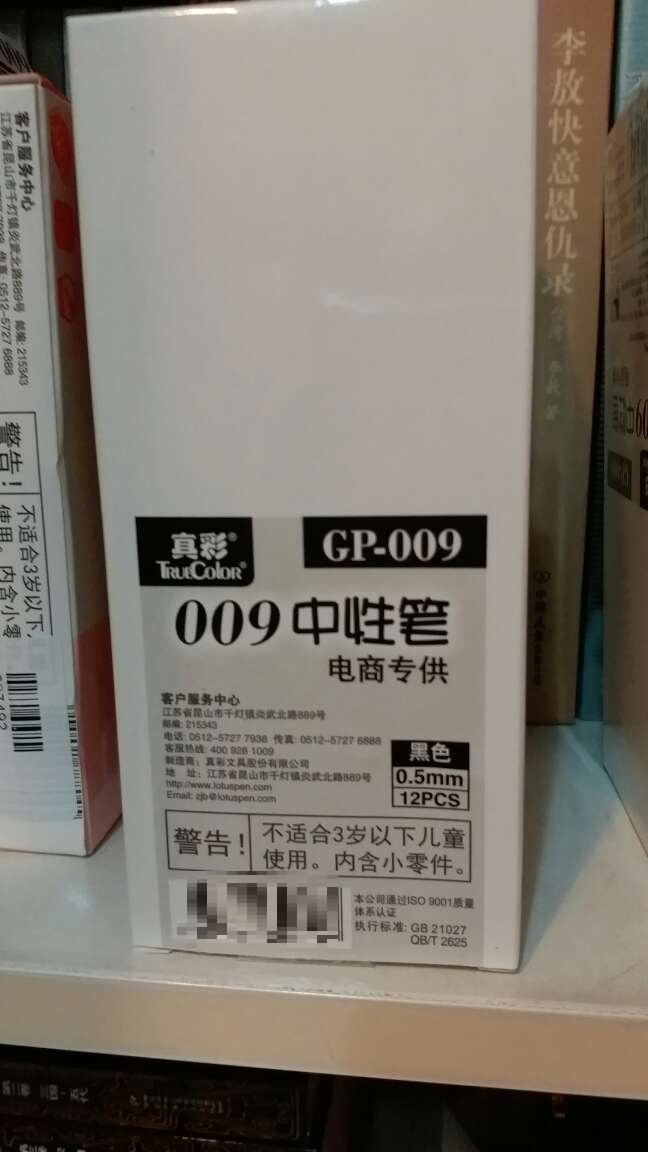 真彩®
TRUECOLOR®
GP-009
009中性笔
电商专供
客户服务中心
江苏省昆山市千灯镇炎武北路889号
邮编: 215343
电话: 0512-5727 7938 传真: 0512-5727 6888
客服热线: 400 928 1009
制造商: 真彩文具股份有限公司
地 址: 江苏省昆山市千灯镇炎武北路889号
http://www.lotuspen.com
Email: zjb@lotuspen.com
黑色
0.5mm
12PCS
警告!
不适合3岁以下儿童
使用。内含小零件。
本公司通过ISO 9001质量
体系认证
执行标准: GB 21027
QB/T 2625
客户服务中心
江苏省昆山市千灯镇炎武北路889号 邮编: 215343
传真: 0512-5727 6888
警告!
不适合3岁以下
使用。内含小零
李敖快意恩仇录